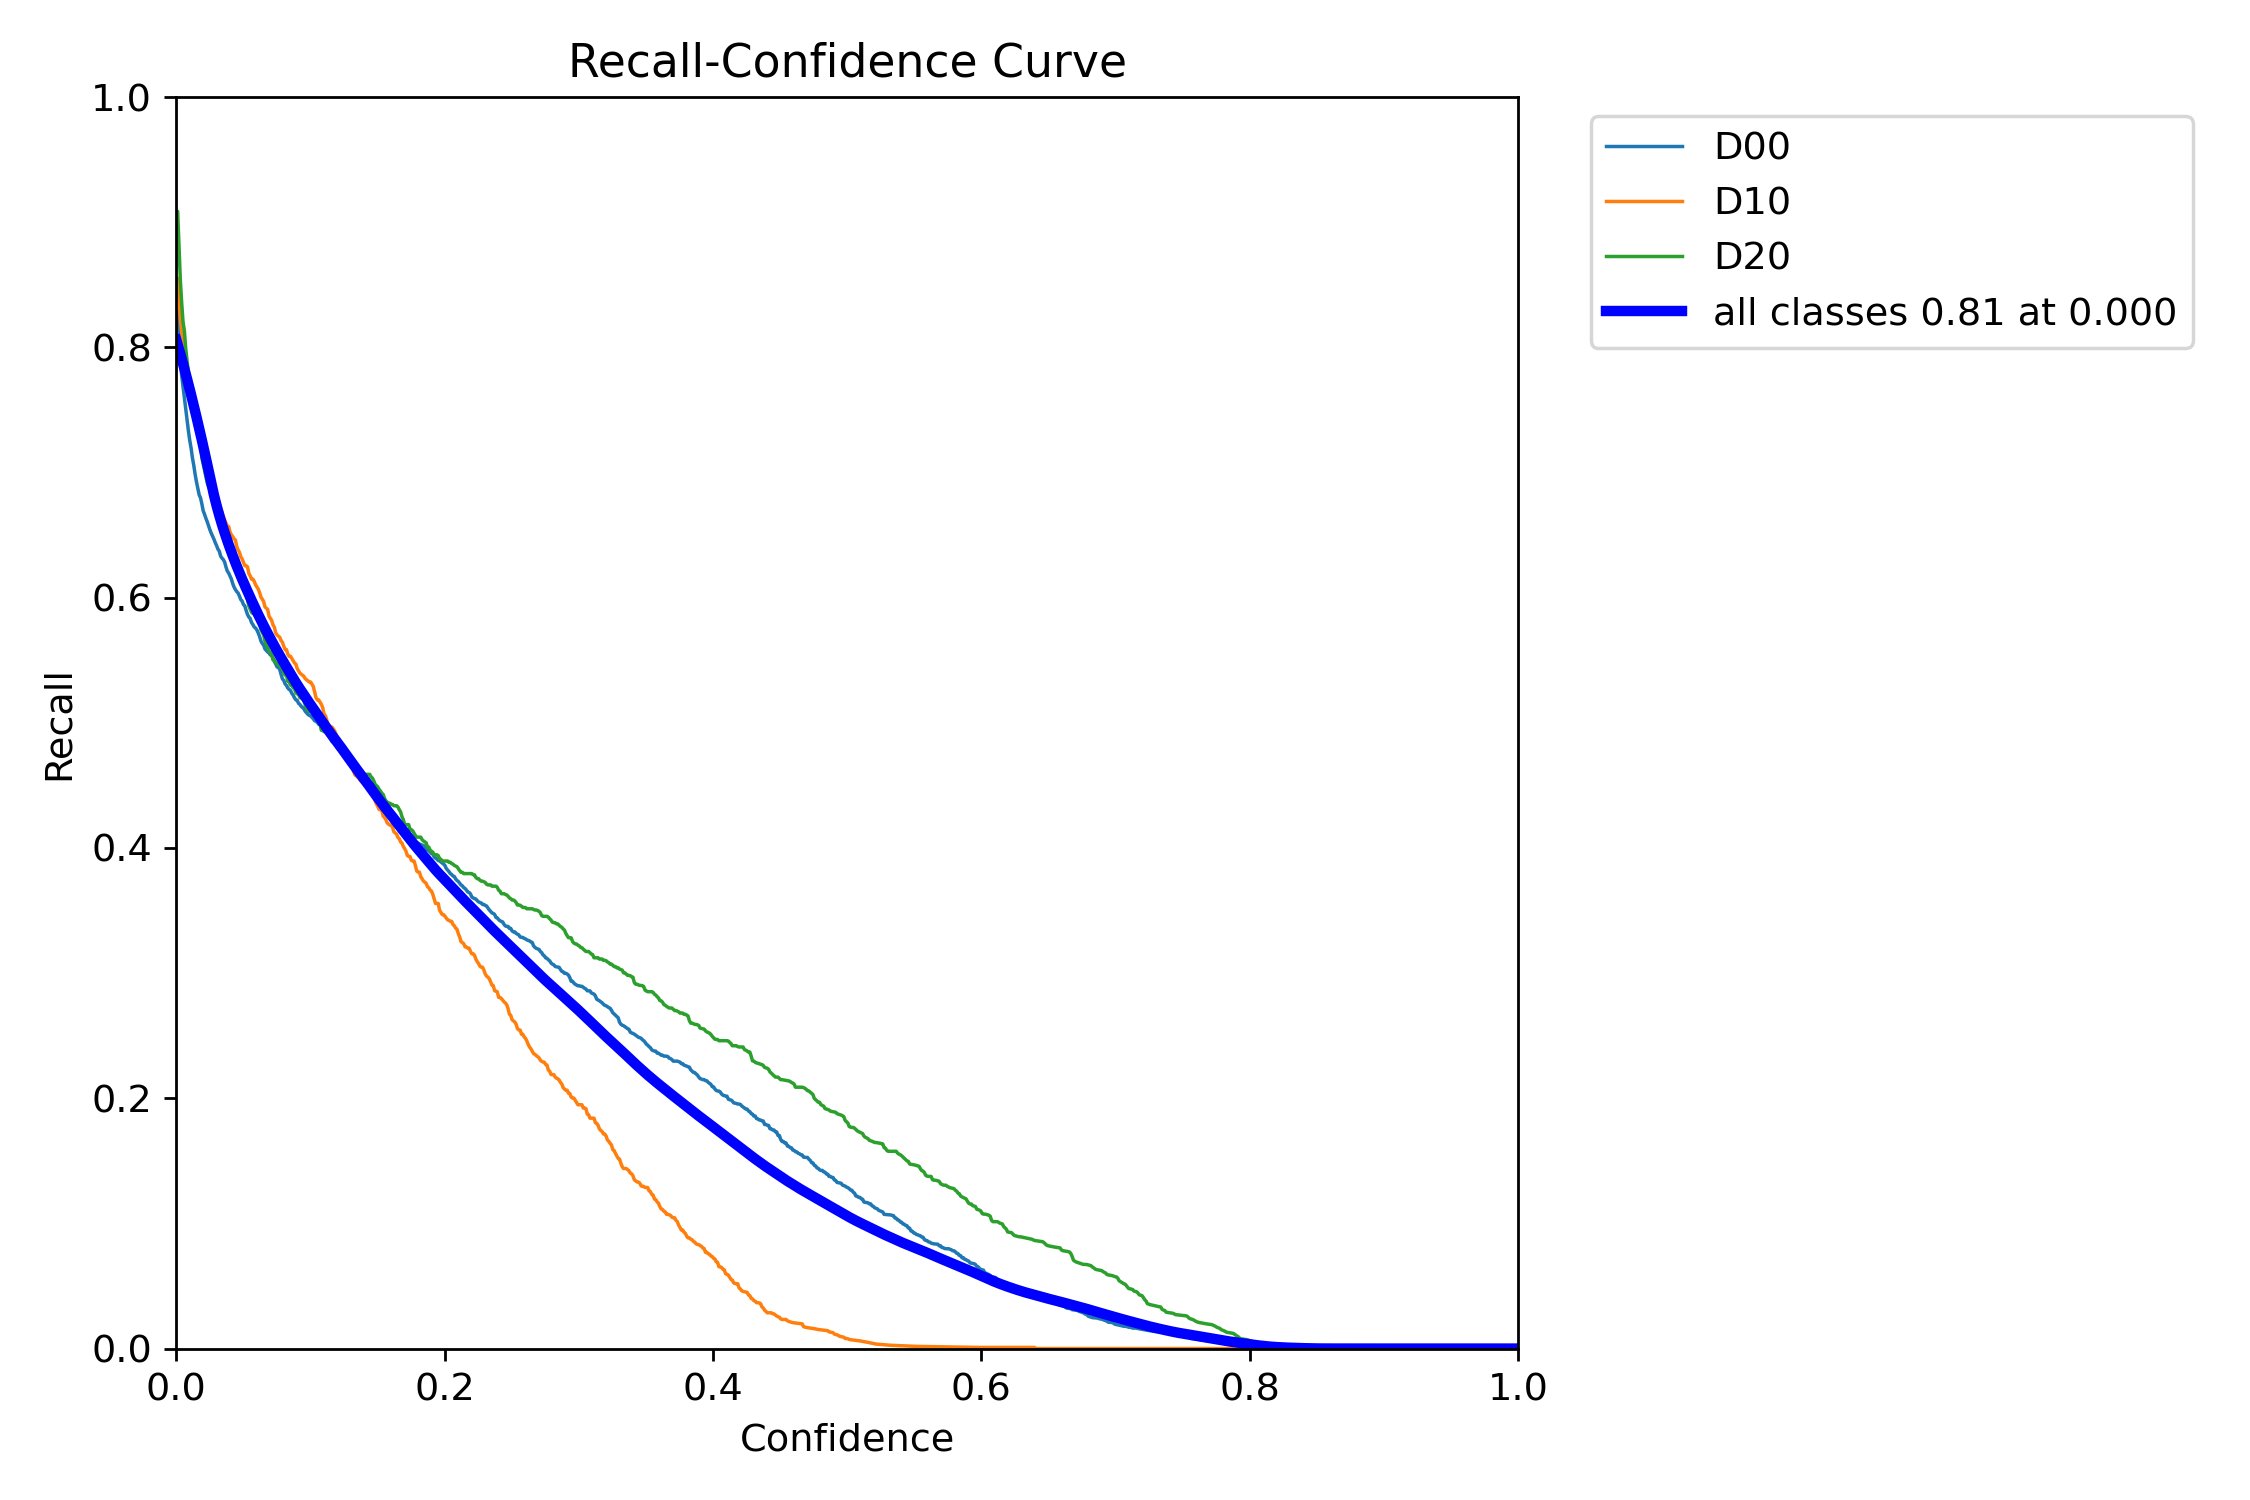 Recall-Confidence Curve
1.0
0.8
0.6
0.4
0.2
0.0
Recall
0.0 0.2 0.4 0.6 0.8 1.0
Confidence
D00
D10
D20
all classes 0.81 at 0.000